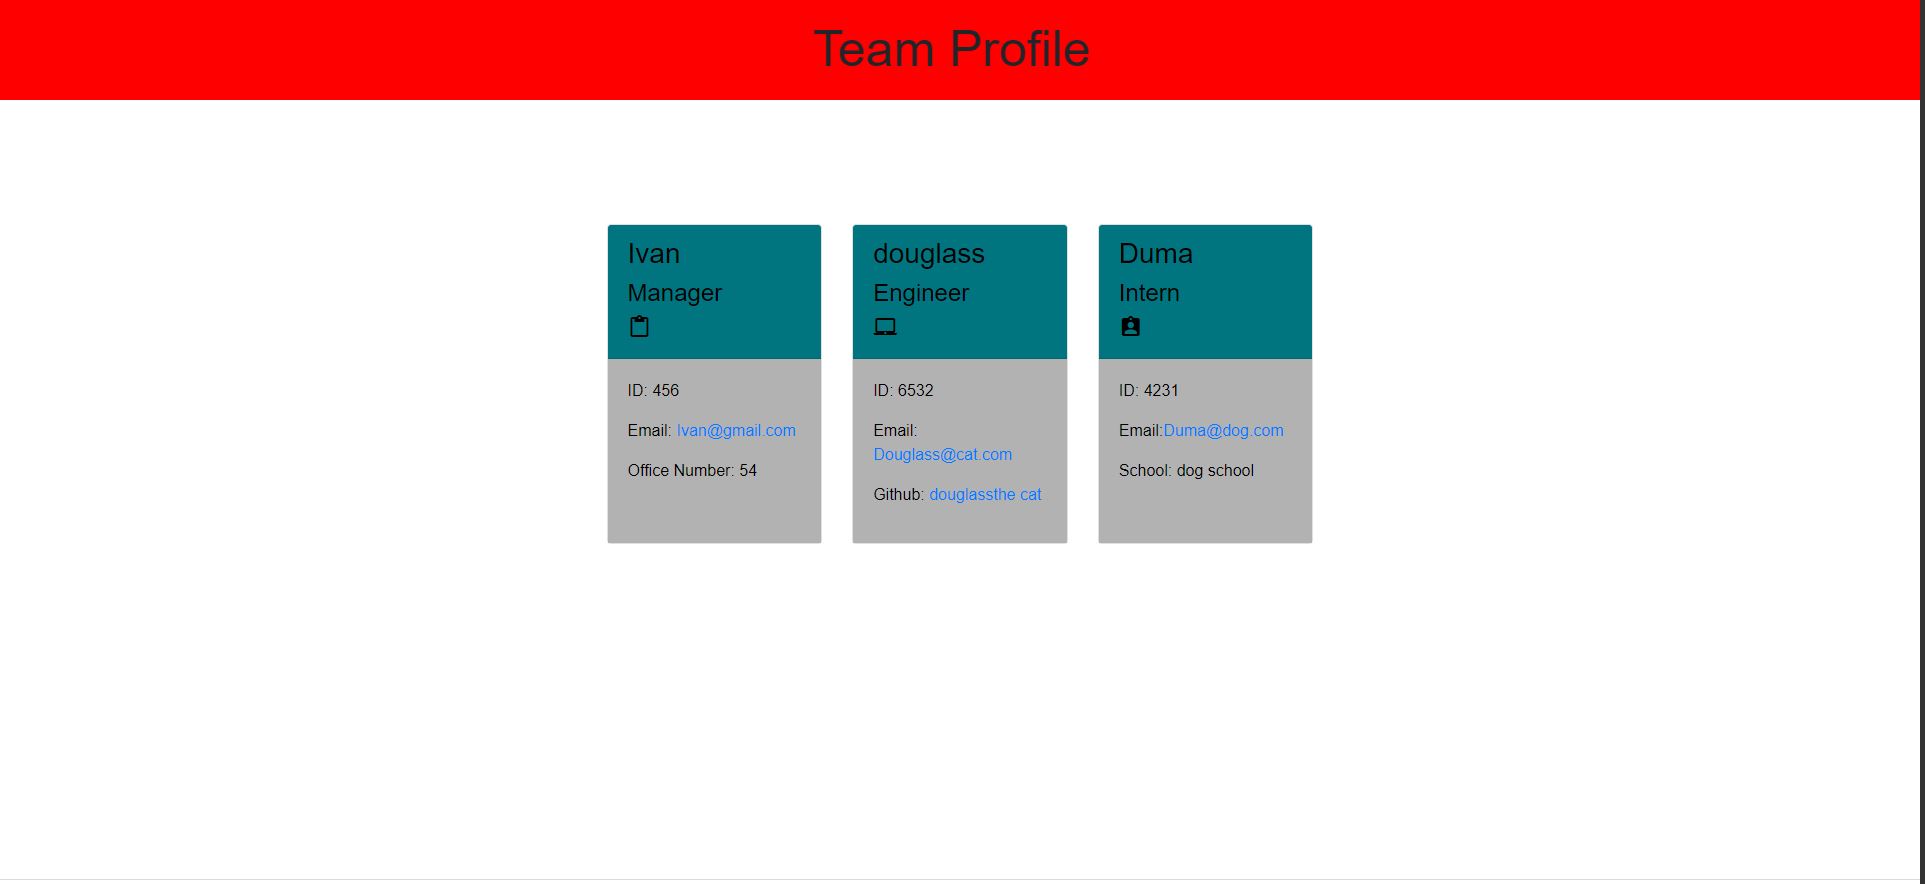 Team Profile
Ivan
Manager
ID: 456
Email: Ivan@gmail.com
Office Number: 54
douglass
Engineer
ID: 6532
Email:
Douglass@cat.com
Github: douglassthe cat
Duma
Intern
ID: 4231
Email:Duma@dog.com
School: dog school